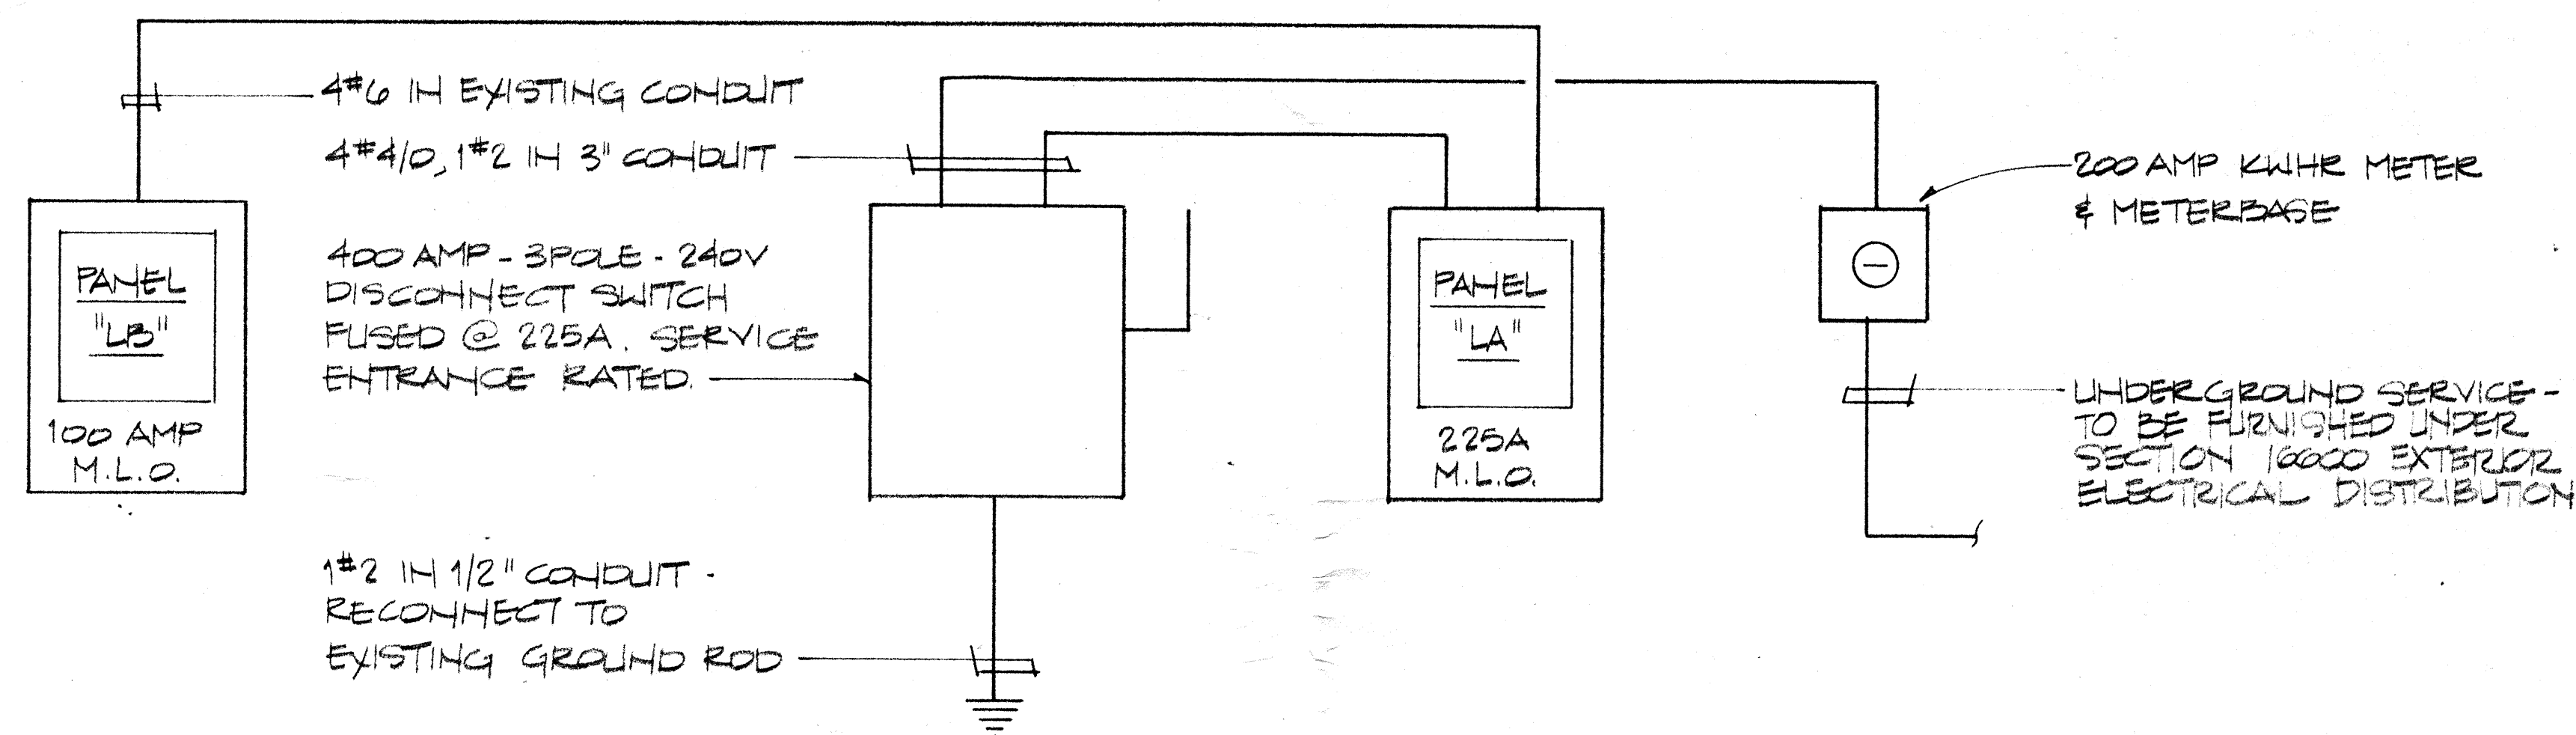 4#6 IN EXISTING CONDUIT
4#4/0, 1#2 IN 3" CONDUIT
PANEL
"LB"
100 AMP
M.L.O.
400 AMP - 3POLE - 240V
DISCONNECT SWITCH
FUSED @ 225A. SERVICE
ENTRANCE RATED.
1#2 IN 1/2" CONDUIT -
RECONNECT TO
EXISTING GROUND ROD
PANEL
"LA"
225A
M.L.O.
200 AMP KWHR METER
& METERBASE
UNDERGROUND SERVICE -
TO BE FURNISHED UNDER
SECTION 16600 EXTERIOR
ELECTRICAL DISTRIBUTION